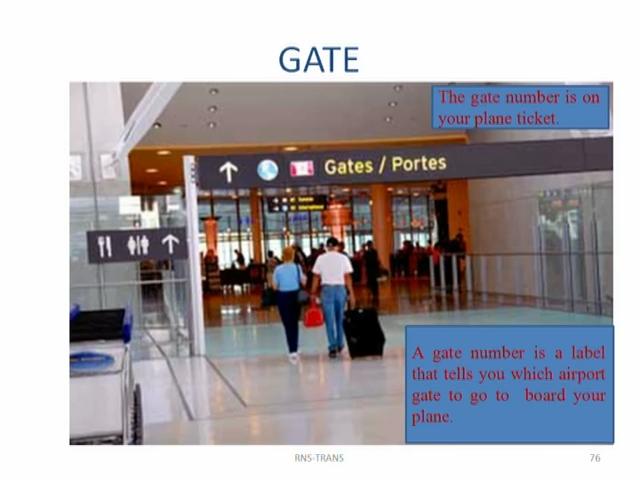 GATE
The gate number is on
your plane ticket.
Gates / Portes
A gate number is a label
that tells you which airport
gate to go to board your
plane.
RNS-TRANS
76